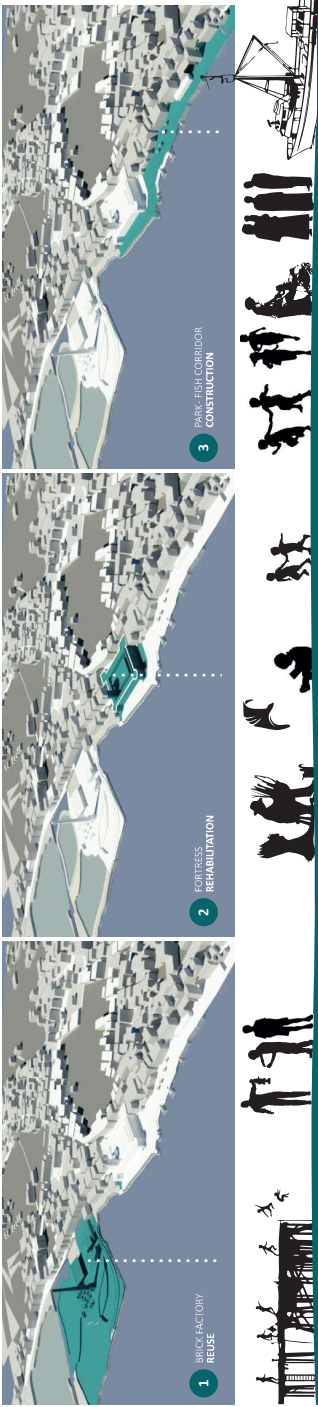 1
BRICK FACTORY
REUSE
2
FORTRESS
REHABILITATION
3
PARK- FISH CORRIDOR
CONSTRUCTION